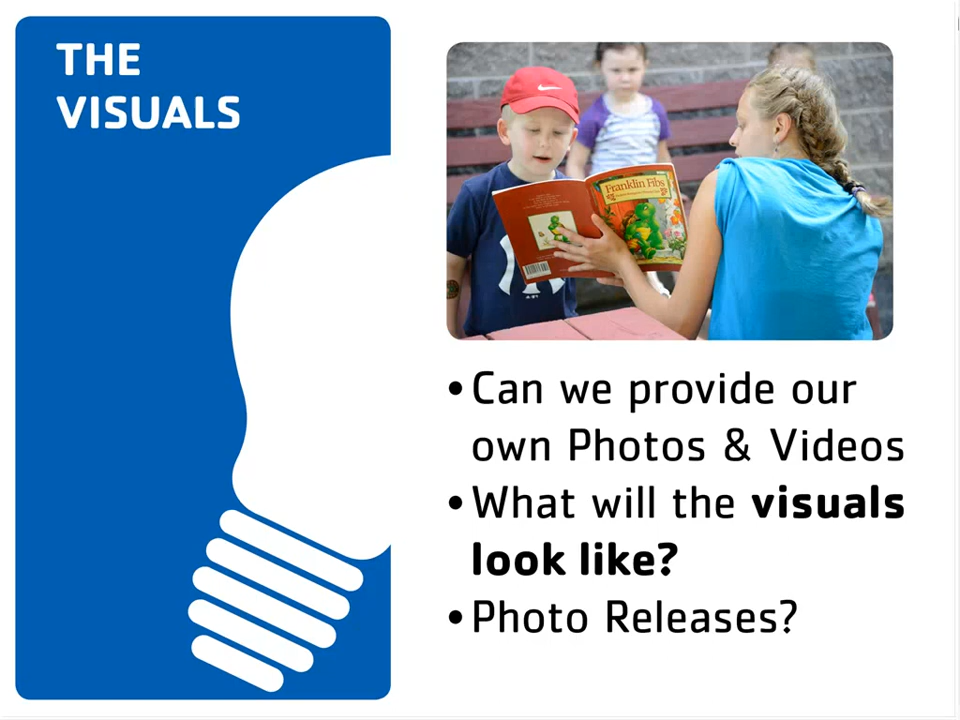 THE
VISUALS
Franklin Fibs
• Can we provide our
own Photos & Videos
• What will the visuals
look like?
• Photo Releases?